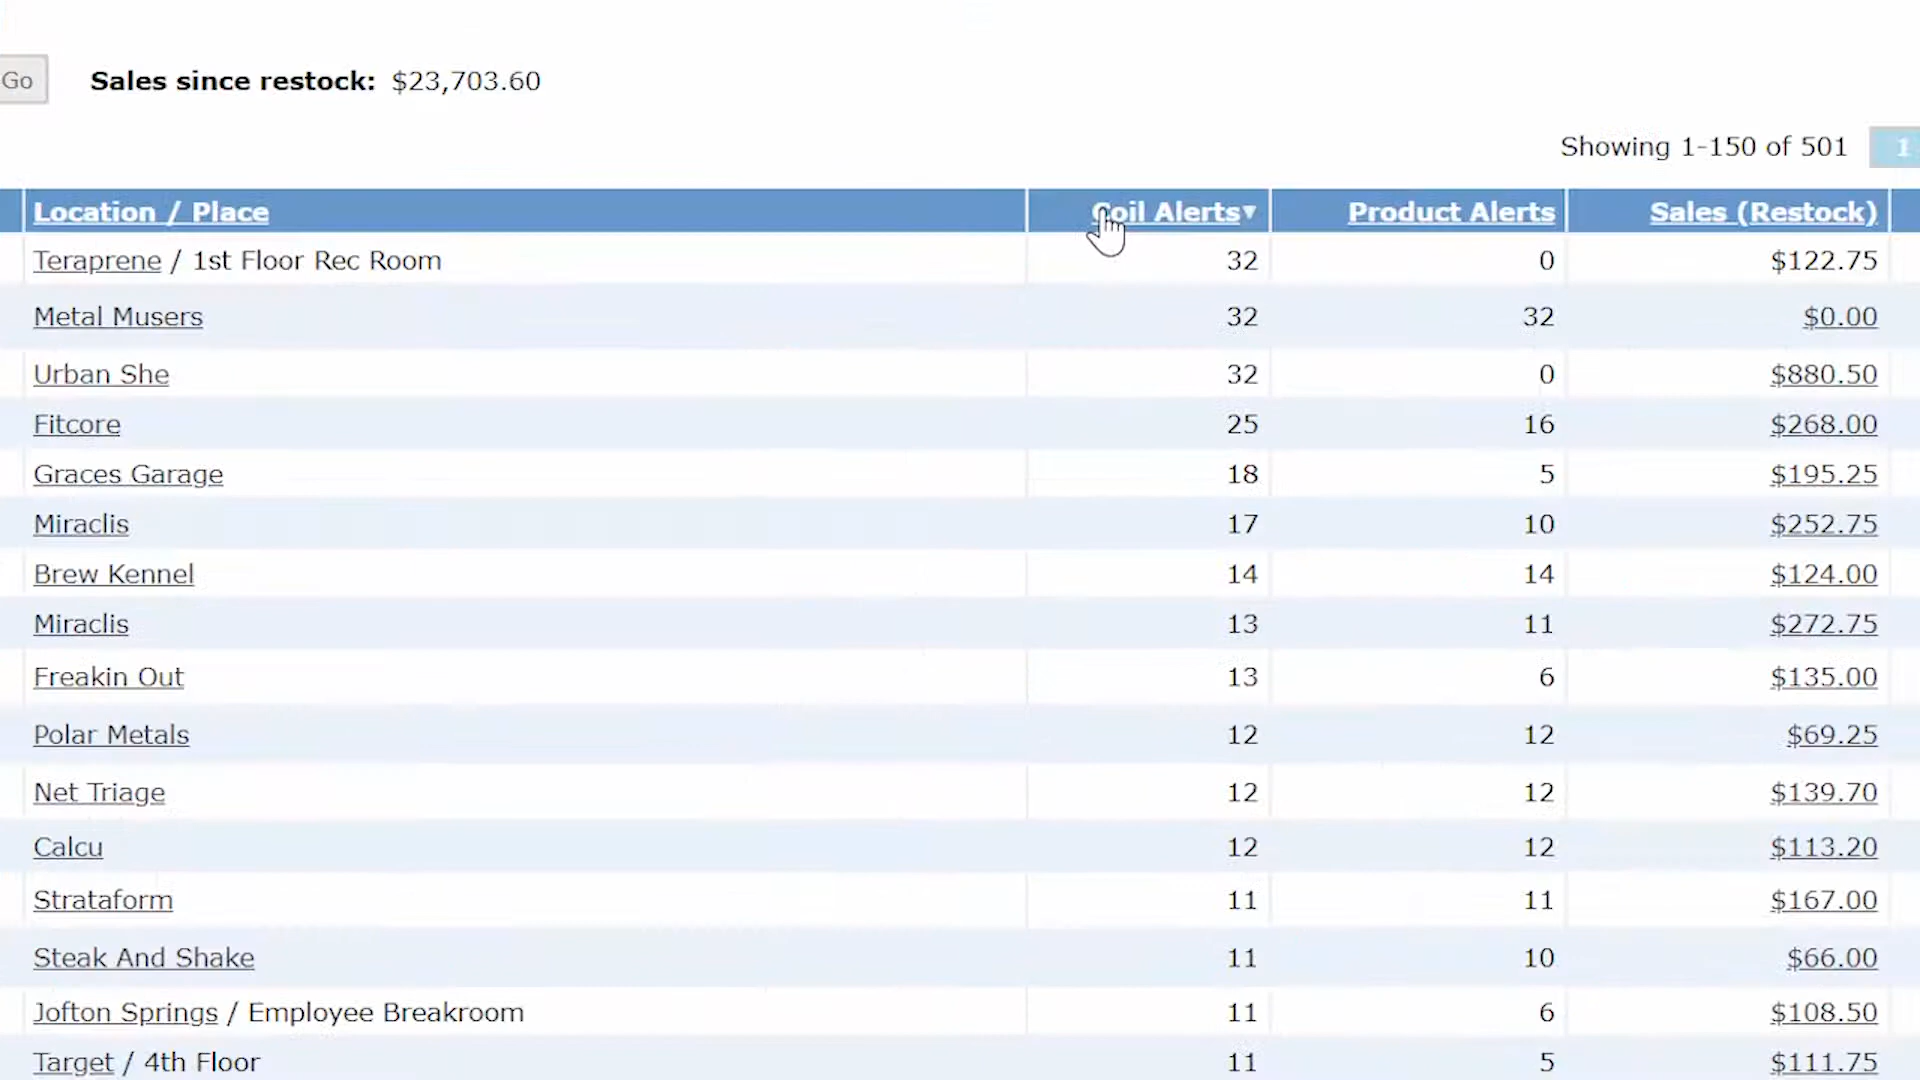 Go Sales since restock: $23,703.60
Showing 1-150 of 501 1
Location / Place Coil Alerts▼ Product Alerts Sales (Restock)
Teraprene / 1st Floor Rec Room 32 0 $122.75
Metal Musers 32 32 $0.00
Urban She 32 0 $880.50
Fitcore 25 16 $268.00
Graces Garage 18 5 $195.25
Miraclis 17 10 $252.75
Brew Kennel 14 14 $124.00
Miraclis 13 11 $272.75
Freakin Out 13 6 $135.00
Polar Metals 12 12 $69.25
Net Triage 12 12 $139.70
Calcu 12 12 $113.20
Strataform 11 11 $167.00
Steak And Shake 11 10 $66.00
Jofton Springs / Employee Breakroom 11 6 $108.50
Target / 4th Floor 11 5 $111.75